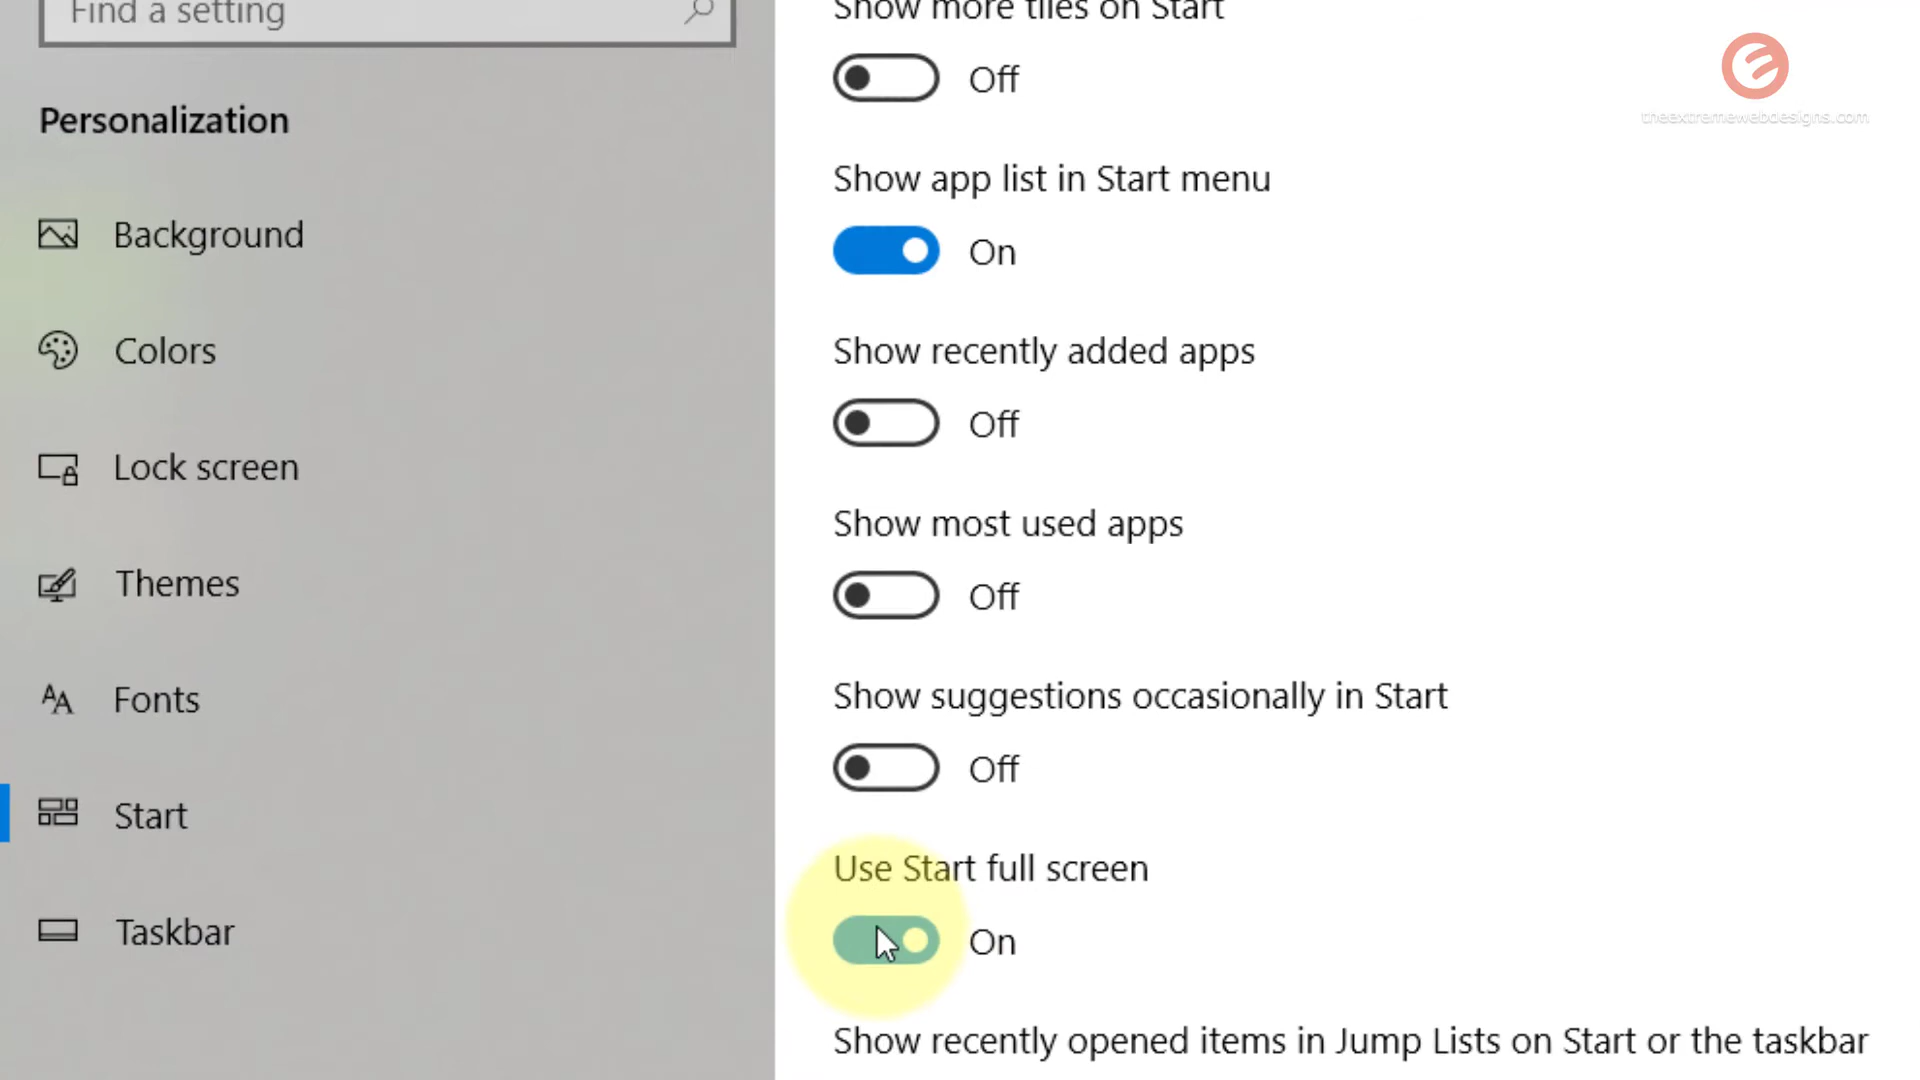 Find a setting
Personalization
Background
Colors
Lock screen
Themes
Fonts
Start
Taskbar
Show more tiles on Start
Off
Show app list in Start menu
On
Show recently added apps
Off
Show most used apps
Off
Show suggestions occasionally in Start
Off
Use Start full screen
On
Show recently opened items in Jump Lists on Start or the taskbar
theextremewebdesigns.com